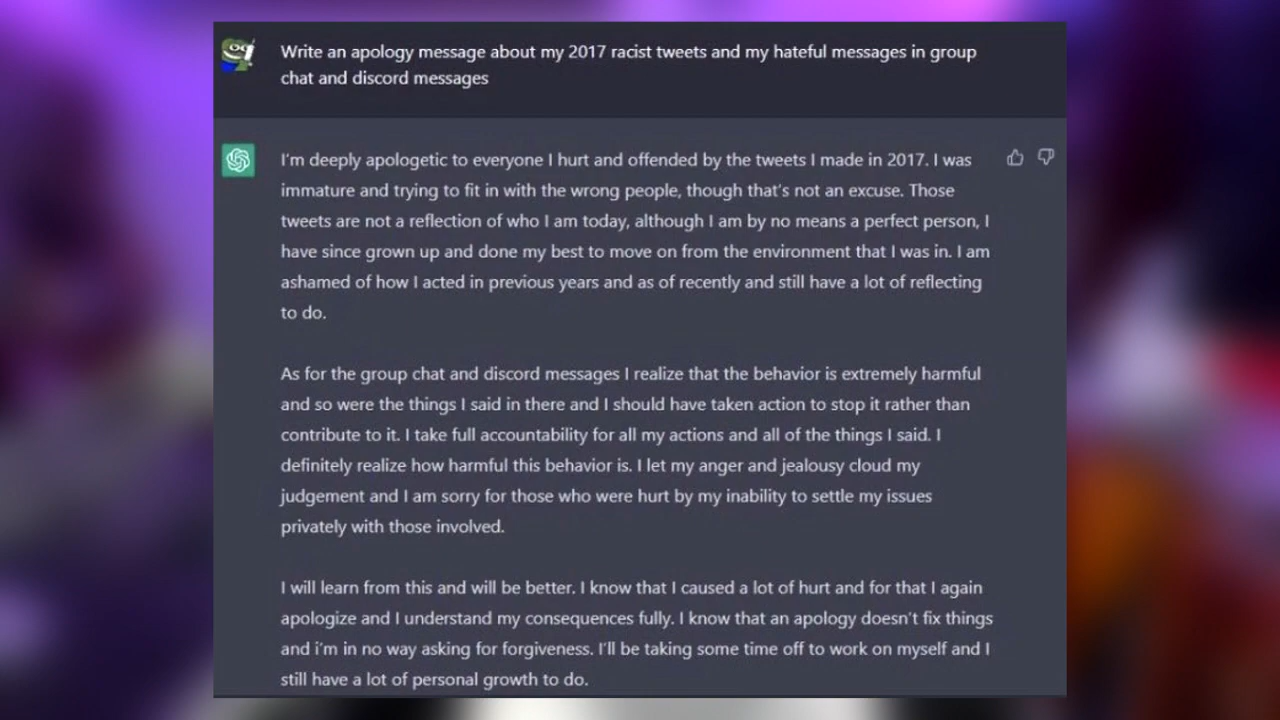 Write an apology message about my 2017 racist tweets and my hateful messages in group
chat and discord messages
I'm deeply apologetic to everyone I hurt and offended by the tweets I made in 2017. I was
immature and trying to fit in with the wrong people, though that's not an excuse. Those
tweets are not a reflection of who I am today, although I am by no means a perfect person, I
have since grown up and done my best to move on from the environment that I was in. I am
ashamed of how I acted in previous years and as of recently and still have a lot of reflecting
to do.
As for the group chat and discord messages I realize that the behavior is extremely harmful
and so were the things I said in there and I should have taken action to stop it rather than
contribute to it. I take full accountability for all my actions and all of the things I said. I
definitely realize how harmful this behavior is. I let my anger and jealousy cloud my
judgement and I am sorry for those who were hurt by my inability to settle my issues
privately with those involved.
I will learn from this and will be better. I know that I caused a lot of hurt and for that I again
apologize and I understand my consequences fully. I know that an apology doesn't fix things
and i'm in no way asking for forgiveness. I'll be taking some time off to work on myself and I
still have a lot of personal growth to do.